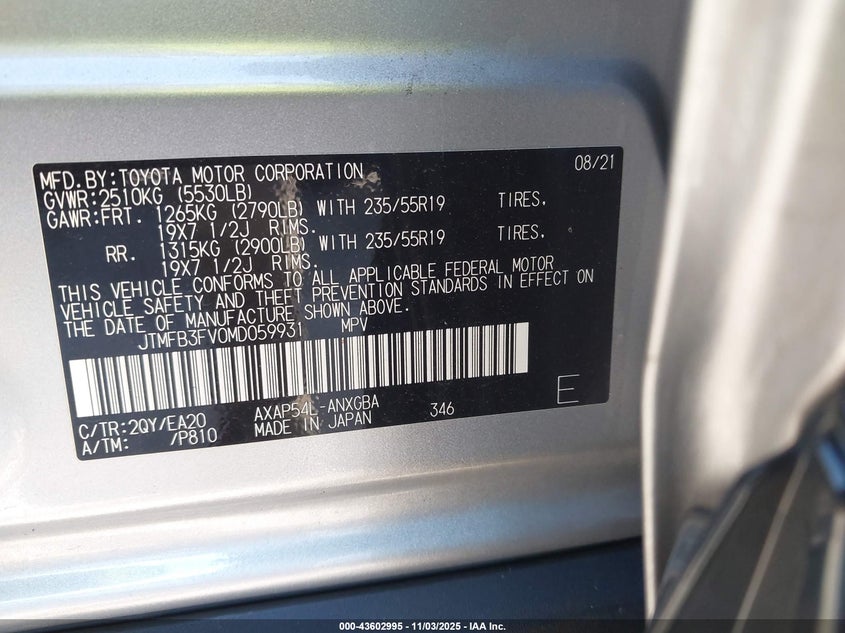 MFD.BY:TOYOTA MOTOR CORPORATION 08/21
GVWR:2510KG (5530LB)
GAWR:FRT. 1265KG (2790LB) WITH 235/55R19 TIRES.
19X7 1/2J RIMS.
RR. 1315KG (2900LB) WITH 235/55R19 TIRES.
19X7 1/2J RIMS.
THIS VEHICLE CONFORMS TO ALL APPLICABLE FEDERAL MOTOR
VEHICLE SAFETY AND THEFT PREVENTION STANDARDS IN EFFECT ON
THE DATE OF MANUFACTURE SHOWN ABOVE.
JTMFB3FV0MD059931 MPV
C/TR:2QY/EA20 AXAP54L-ANXGBA 346 E
A/TM: /P810 MADE IN JAPAN
000-43602995 - 11/03/2025 - IAA Inc.